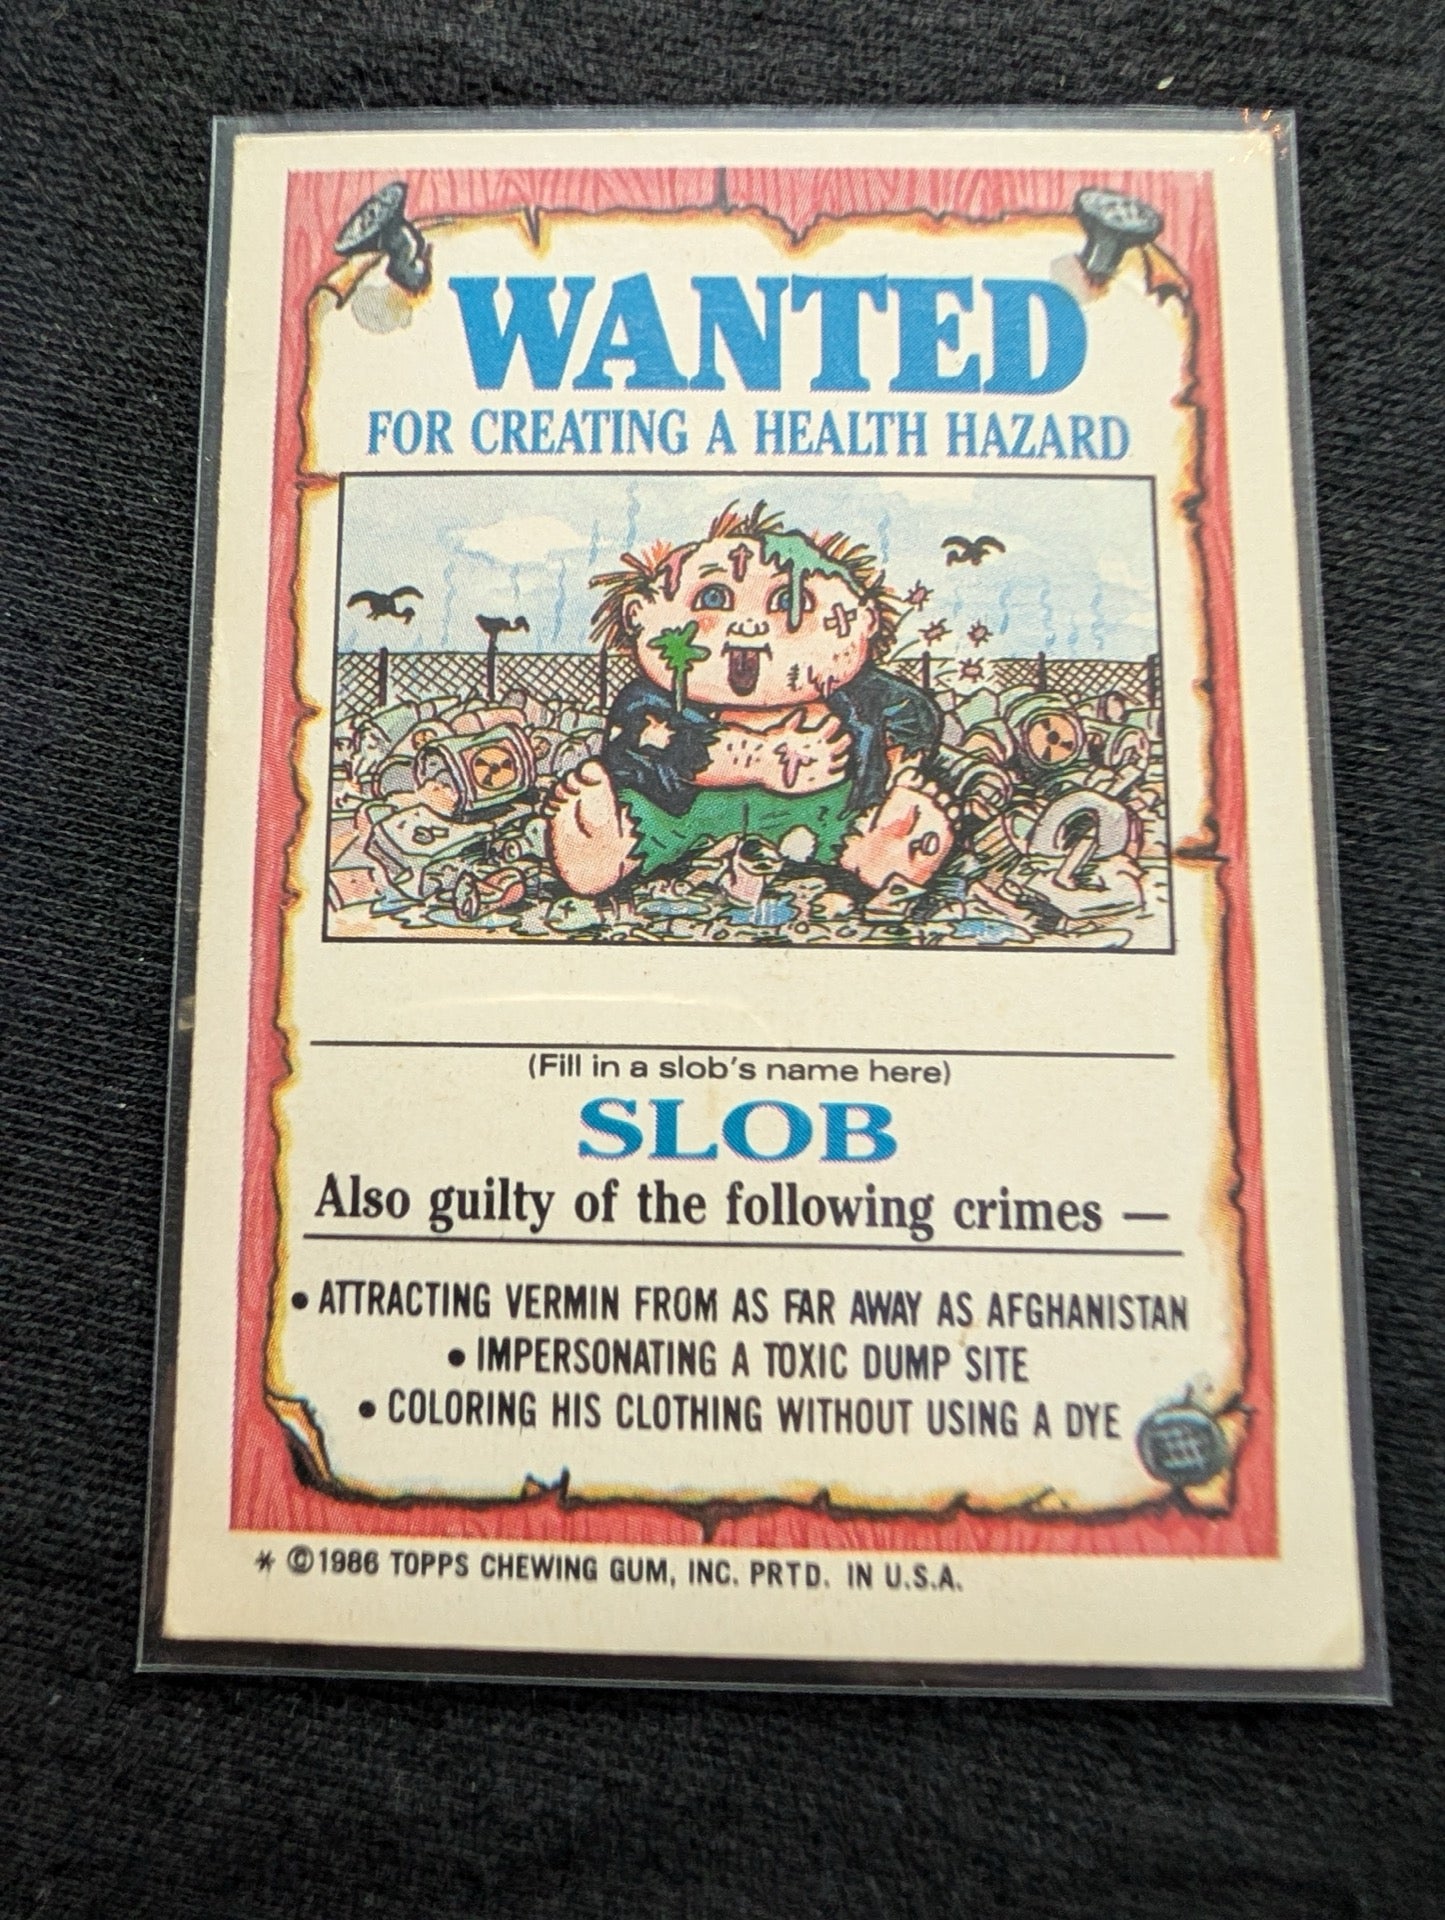 WANTED
FOR CREATING A HEALTH HAZARD
(Fill in a slob's name here)
SLOB
Also guilty of the following crimes —
• ATTRACTING VERMIN FROM AS FAR AWAY AS AFGHANISTAN
• IMPERSONATING A TOXIC DUMP SITE
• COLORING HIS CLOTHING WITHOUT USING A DYE
* ©1986 TOPPS CHEWING GUM, INC. PRTD. IN U.S.A.